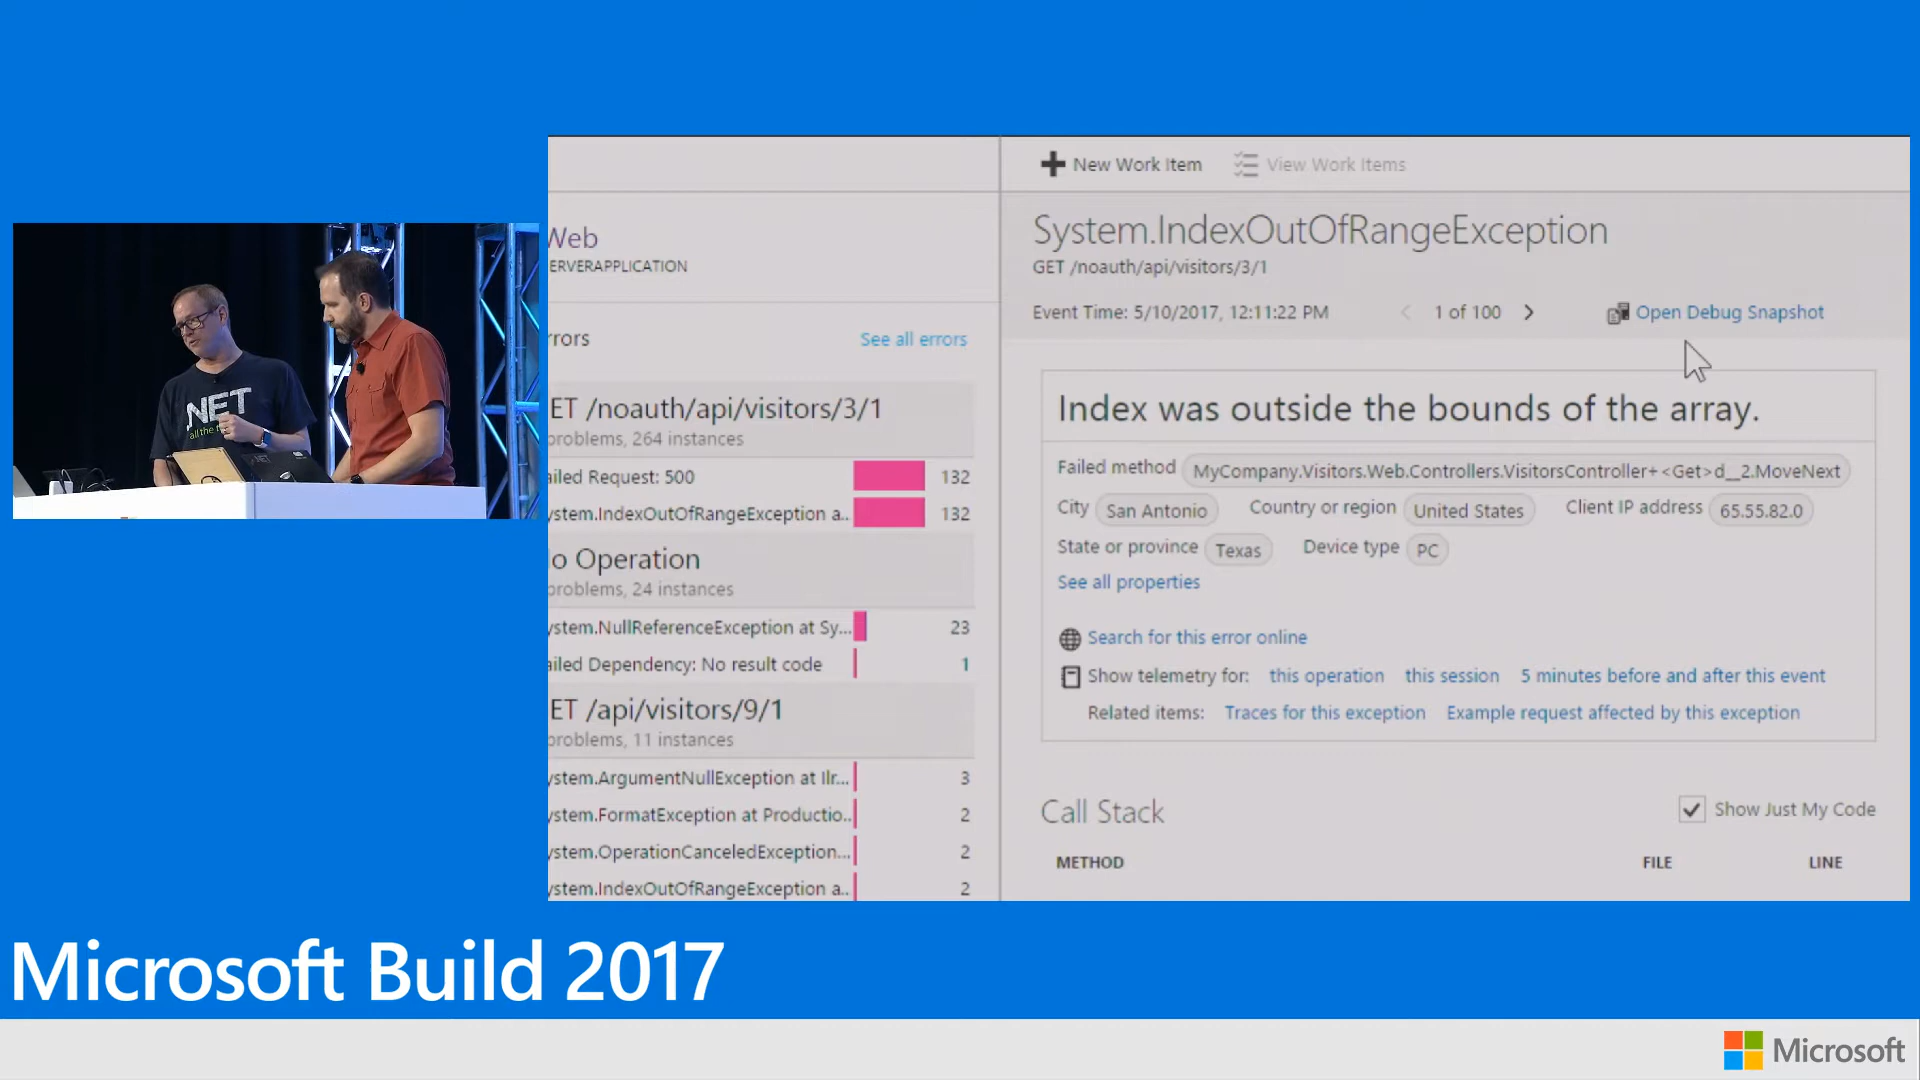 New Work Item
View Work Items
Web
ERVERAPPLICATION
rrors
See all errors
ET /noauth/api/visitors/3/1
problems, 264 instances
ailed Request: 500
132
ystem.IndexOutOfRangeException a...
132
o Operation
problems, 24 instances
ystem.NullReferenceException at Sy...
23
ailed Dependency: No result code
1
ET /api/visitors/9/1
problems, 11 instances
ystem.ArgumentNullException at Ilr...
3
ystem.FormatException at Productio...
2
ystem.OperationCanceledException...
2
ystem.IndexOutOfRangeException a...
2
System.IndexOutOfRangeException
GET /noauth/api/visitors/3/1
Event Time: 5/10/2017, 12:11:22 PM
1 of 100
Open Debug Snapshot
Index was outside the bounds of the array.
Failed method MyCompany.Visitors.Web.Controllers.VisitorsController+<Get>d__2.MoveNext
City San Antonio Country or region United States Client IP address 65.55.82.0
State or province Texas Device type PC
See all properties
Search for this error online
Show telemetry for: this operation this session 5 minutes before and after this event
Related items: Traces for this exception Example request affected by this exception
Call Stack
Show Just My Code
METHOD FILE LINE
.NET
all the
Microsoft Build 2017
Microsoft